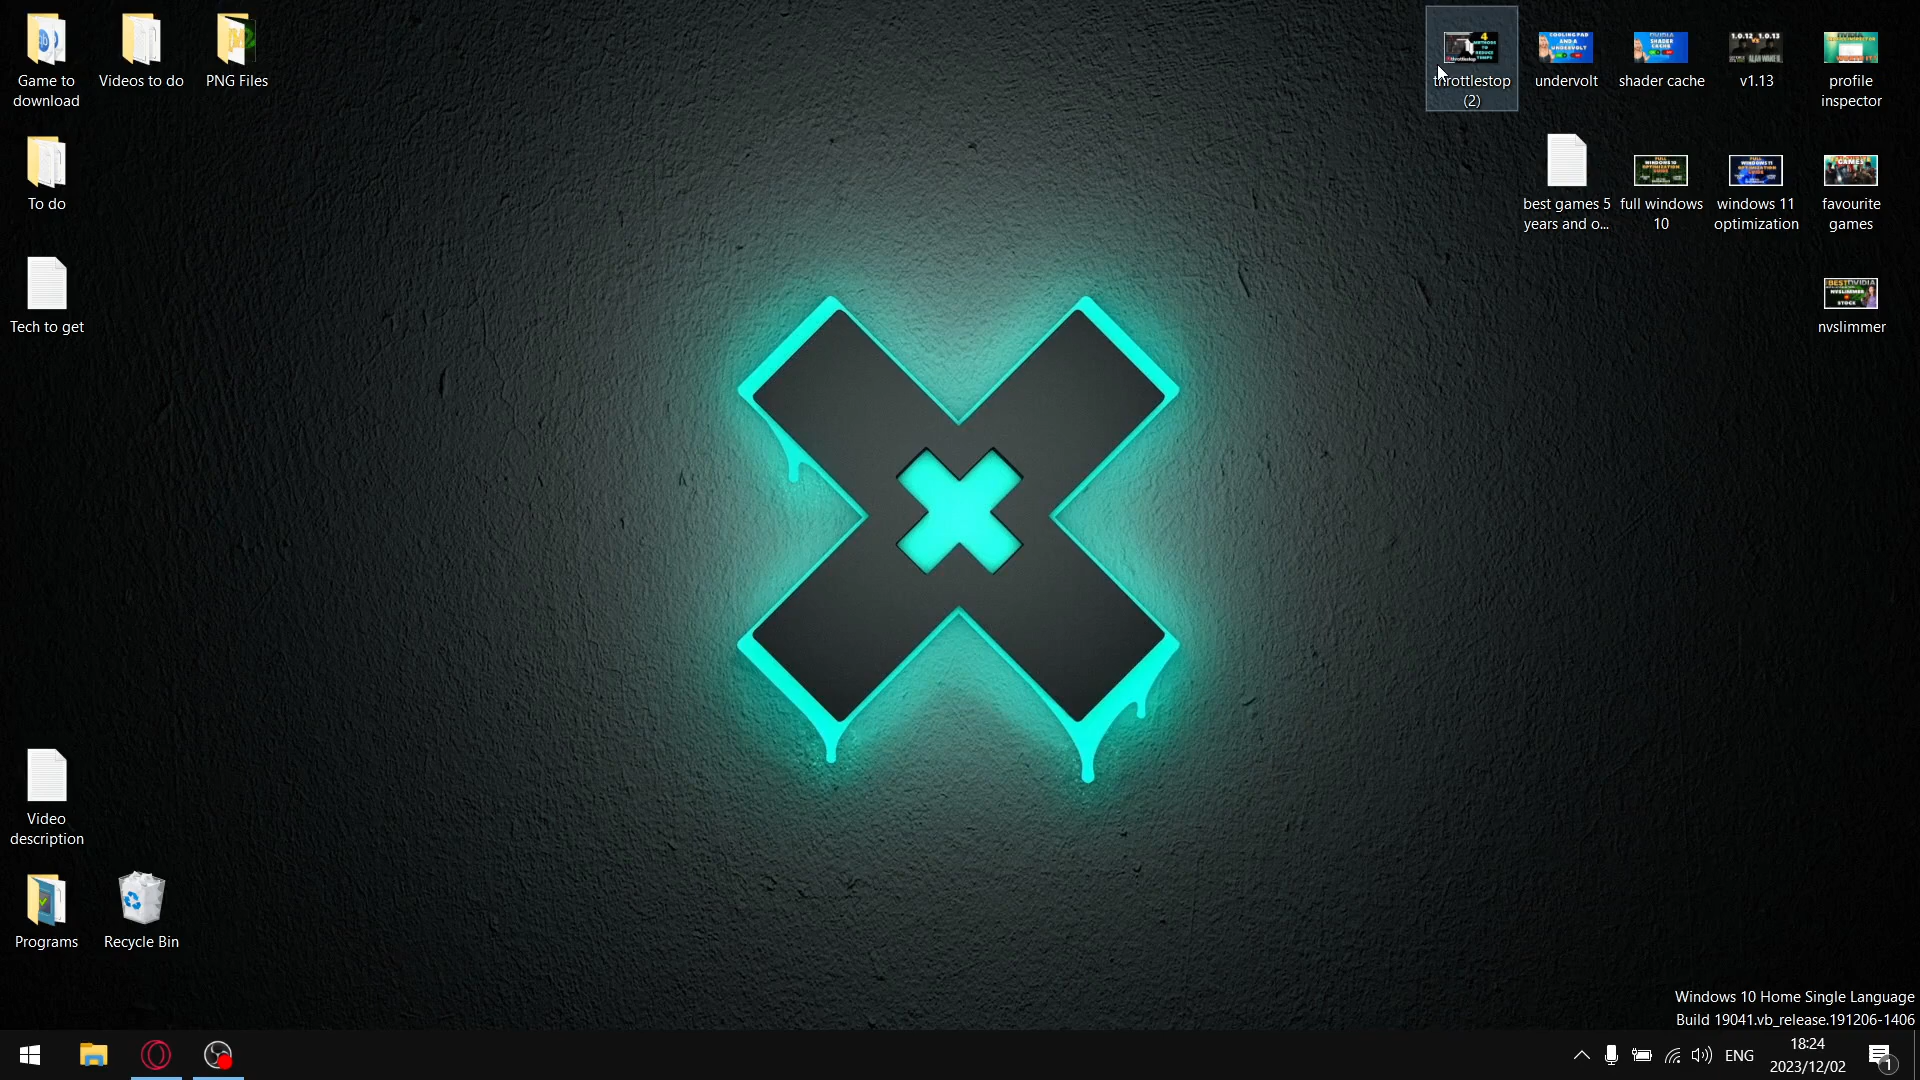 Game to
download
Videos to do
PNG Files
throttlestop
(2)
undervolt
shader cache
v1.13
profile
inspector
To do
best games 5
years and o...
full windows
10
windows 11
optimization
favourite
games
Tech to get
nvslimmer
Video
description
Programs
Recycle Bin
Windows 10 Home Single Language
Build 19041.vb_release.191206-1406
ENG
18:24
2023/12/02
1